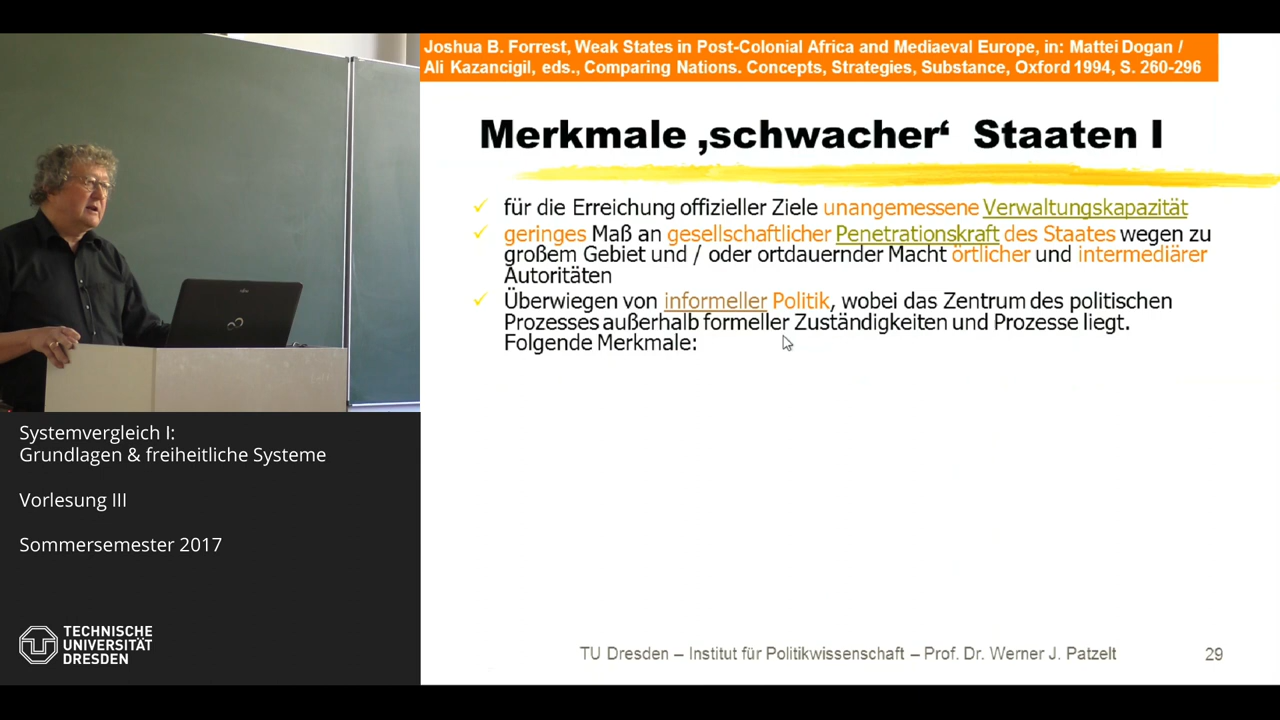 Joshua B. Forrest, Weak States in Post-Colonial Africa and Mediaeval Europe, in: Mattei Dogan /
Ali Kazancigil, eds., Comparing Nations. Concepts, Strategies, Substance, Oxford 1994, S. 260-296
Merkmale ‚schwacher‘ Staaten I
für die Erreichung offizieller Ziele unangemessene Verwaltungskapazität
geringes Maß an gesellschaftlicher Penetrationskraft des Staates wegen zu
großem Gebiet und / oder ortdauernder Macht örtlicher und intermediärer
Autoritäten
Überwiegen von informeller Politik, wobei das Zentrum des politischen
Prozesses außerhalb formeller Zuständigkeiten und Prozesse liegt.
Folgende Merkmale:
Systemvergleich I:
Grundlagen & freiheitliche Systeme
Vorlesung III
Sommersemester 2017
TECHNISCHE
UNIVERSITÄT
DRESDEN
TU Dresden – Institut für Politikwissenschaft – Prof. Dr. Werner J. Patzelt
29